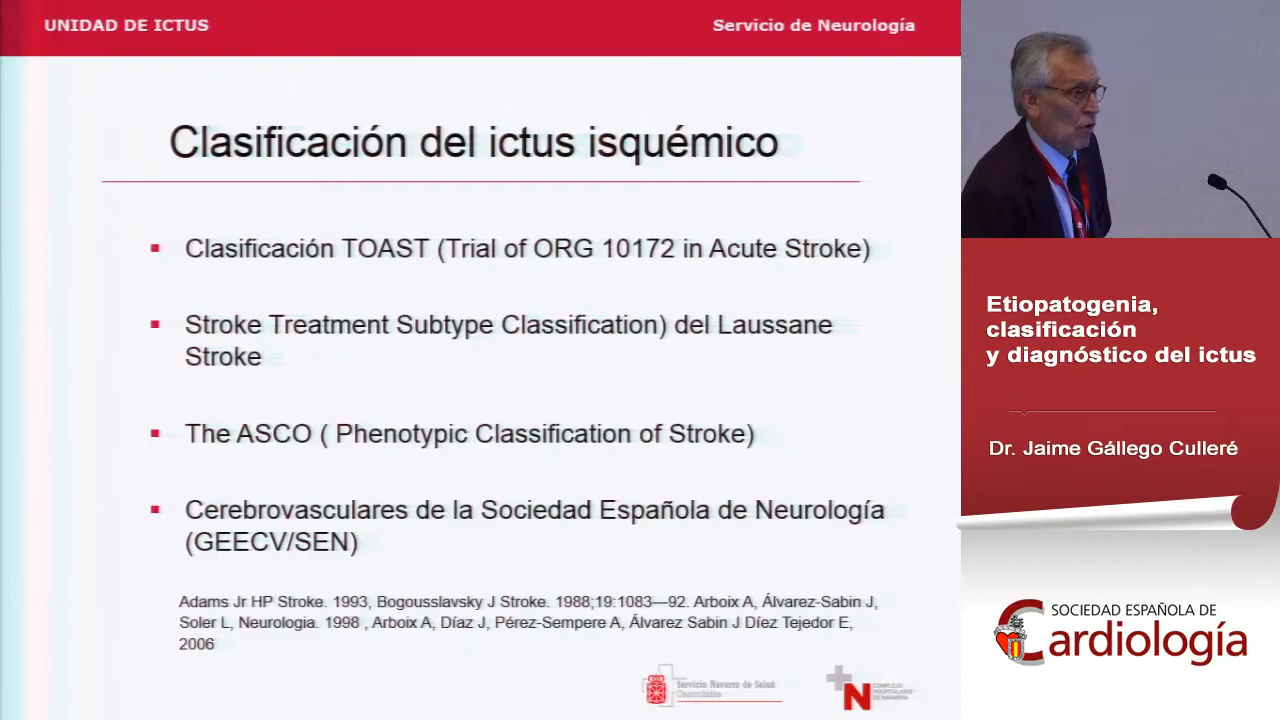 UNIDAD DE ICTUS
Servicio de Neurología
Clasificación del ictus isquémico
Clasificación TOAST (Trial of ORG 10172 in Acute Stroke)
Stroke Treatment Subtype Classification) del Laussane
Stroke
The ASCO ( Phenotypic Classification of Stroke)
Cerebrovasculares de la Sociedad Española de Neurología
(GEECV/SEN)
Adams Jr HP Stroke. 1993, Bogousslavsky J Stroke. 1988;19:1083—92. Arboix A, Álvarez-Sabin J,
Soler L, Neurologia. 1998 , Arboix A, Díaz J, Pérez-Sempere A, Álvarez Sabin J Díez Tejedor E,
2006
Servicio Navarro de Salud
Osasunbidea
N
COMPLEJO
HOSPITALARIO
DE NAVARRA
Etiopatogenia,
clasificación
y diagnóstico del ictus
Dr. Jaime Gállego Culleré
SOCIEDAD ESPAÑOLA DE
Cardiología